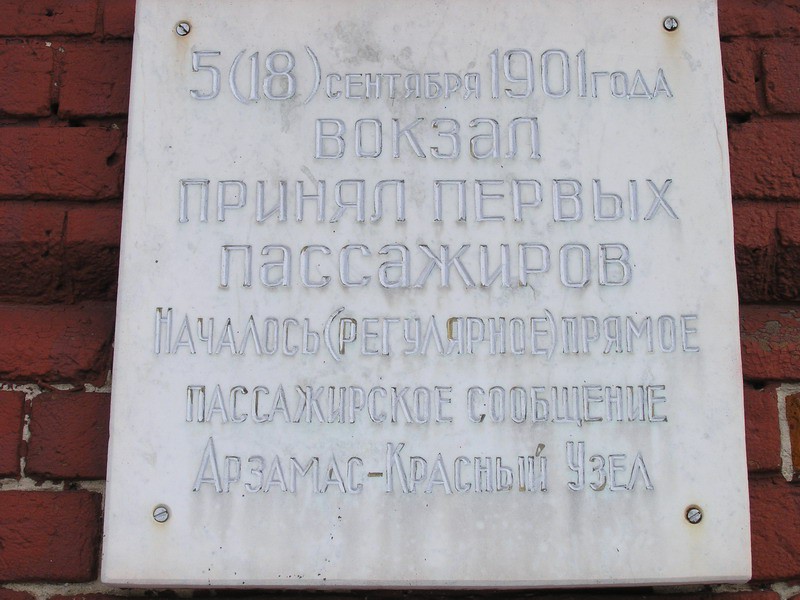 5(18) сентября 1901 года
вокзал
принял первых
пассажиров
Началось (регулярное) прямое
пассажирское сообщение
Арзамас-Красный Узел